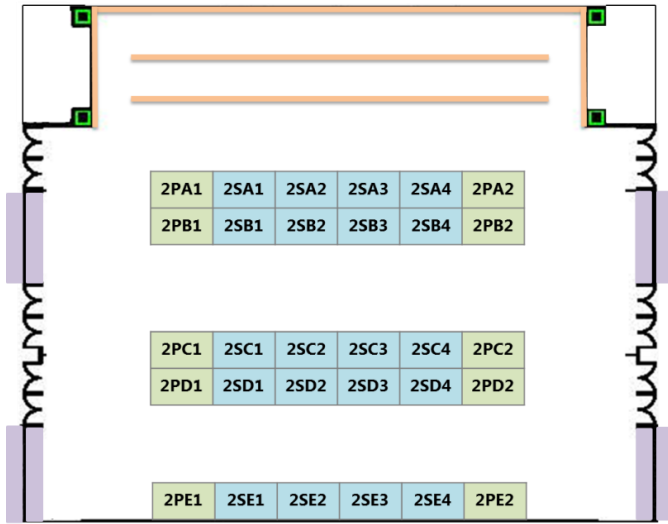 2PA1 2SA1 2SA2 2SA3 2SA4 2PA2
2PB1 2SB1 2SB2 2SB3 2SB4 2PB2
2PC1 2SC1 2SC2 2SC3 2SC4 2PC2
2PD1 2SD1 2SD2 2SD3 2SD4 2PD2
2PE1 2SE1 2SE2 2SE3 2SE4 2PE2